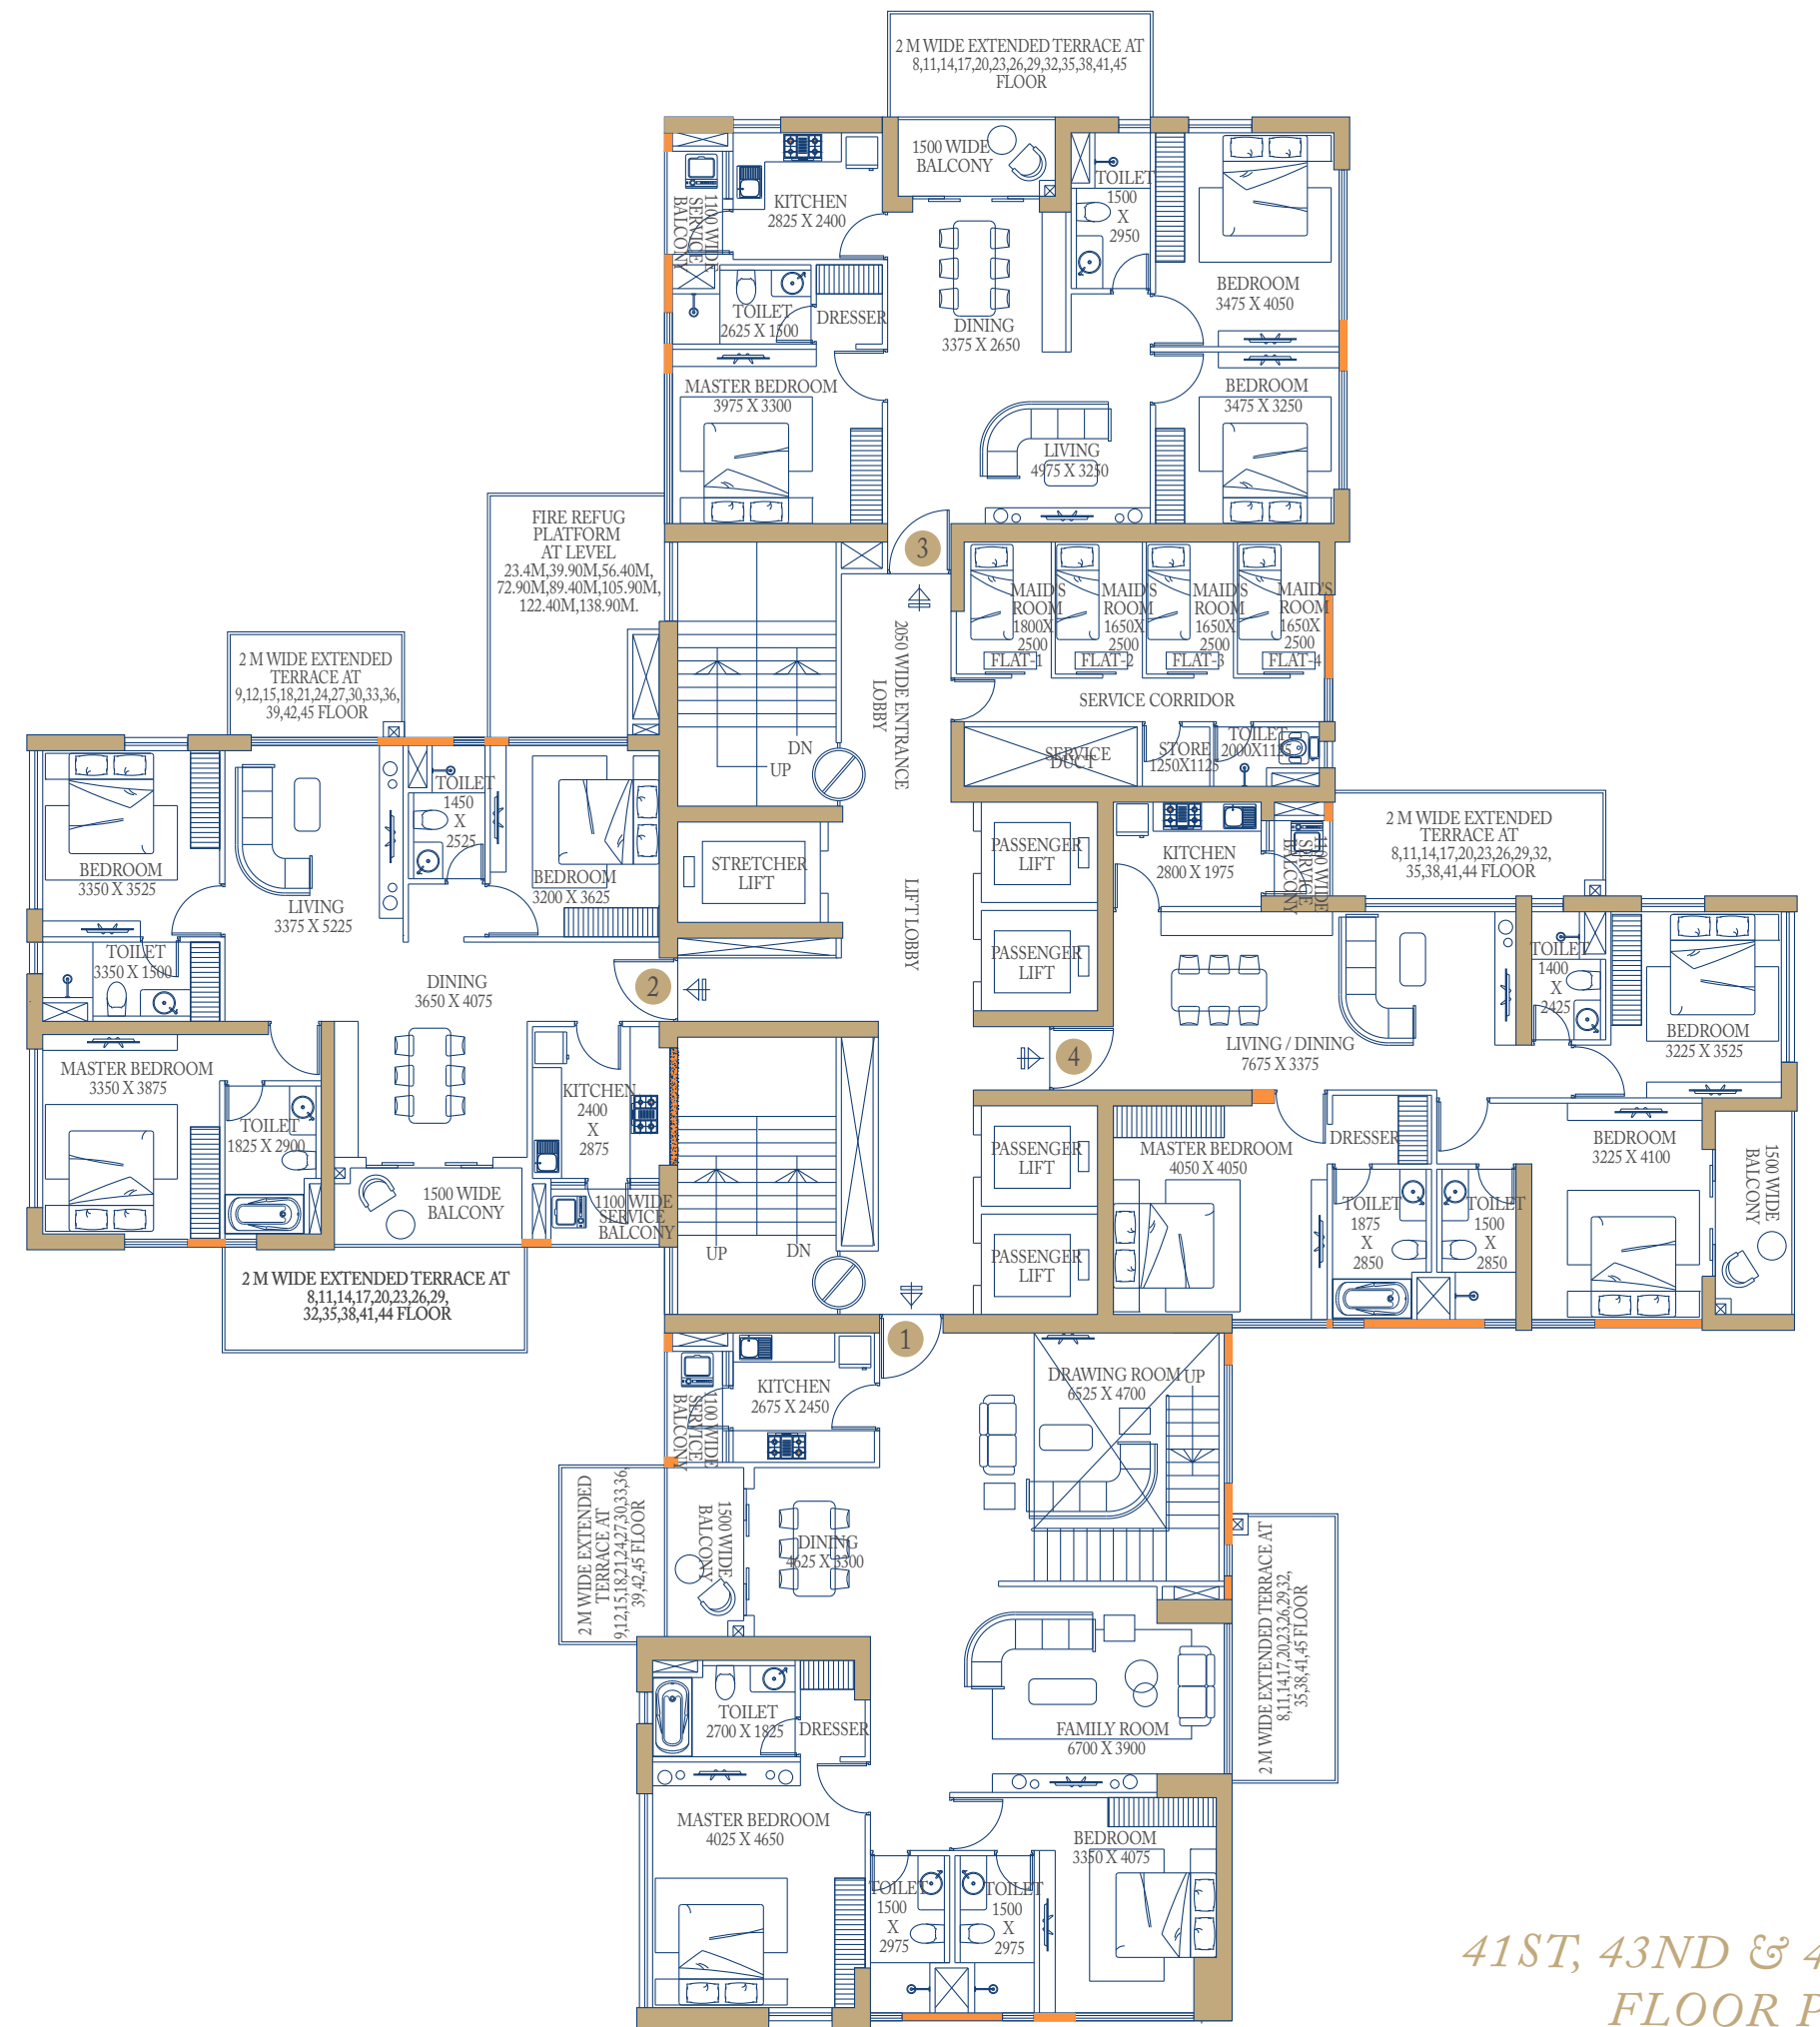 2 M WIDE EXTENDED TERRACE AT
8,11,14,17,20,23,26,29,32,35,38,41,45
FLOOR
1500 WIDE
BALCONY
KITCHEN
2825 X 2400
1100 WIDE
SERVICE
BALCONY
TOILET
1500
X
2950
BEDROOM
3475 X 4050
TOILET
2625 X 1500
DRESSER
DINING
3375 X 2650
MASTER BEDROOM
3975 X 3300
BEDROOM
3475 X 3250
LIVING
4975 X 3250
3
FIRE REFUG
PLATFORM
AT LEVEL
23.4M,39.90M,56.40M,
72.90M,89.40M,105.90M,
122.40M,138.90M.
MAID'S
ROOM
1800X
2500
FLAT-1
MAID'S
ROOM
1650X
2500
FLAT-2
MAID'S
ROOM
1650X
2500
FLAT-3
MAID'S
ROOM
1650X
2500
FLAT-4
2050 WIDE ENTRANCE
LOBBY
SERVICE CORRIDOR
SERVICE
DUCT
STORE
1250X1125
TOILET
2000X1125
DN
UP
2 M WIDE EXTENDED
TERRACE AT
9,12,15,18,21,24,27,30,33,36,
39,42,45 FLOOR
BEDROOM
3350 X 3525
LIVING
3375 X 5225
TOILET
1450
X
2525
BEDROOM
3200 X 3625
STRETCHER
LIFT
LIFT LOBBY
PASSENGER
LIFT
PASSENGER
LIFT
KITCHEN
2800 X 1975
1100 WIDE
SERVICE
BALCONY
2 M WIDE EXTENDED
TERRACE AT
8,11,14,17,20,23,26,29,32,
35,38,41,44 FLOOR
TOILET
3350 X 1500
DINING
3650 X 4075
2
4
LIVING / DINING
7675 X 3375
TOILET
1400
X
2425
BEDROOM
3225 X 3525
MASTER BEDROOM
3350 X 3875
TOILET
1825 X 2900
KITCHEN
2400
X
2875
1500 WIDE
BALCONY
1100 WIDE
SERVICE
BALCONY
UP
DN
PASSENGER
LIFT
PASSENGER
LIFT
MASTER BEDROOM
4050 X 4050
DRESSER
TOILET
1875
X
2850
TOILET
1500
X
2850
BEDROOM
3225 X 4100
1500 WIDE
BALCONY
2 M WIDE EXTENDED TERRACE AT
8,11,14,17,20,23,26,29,
32,35,38,41,44 FLOOR
1
KITCHEN
2675 X 2450
1100 WIDE
SERVICE
BALCONY
DRAWING ROOM
6525 X 4700
UP
2 M WIDE EXTENDED
TERRACE AT
9,12,15,18,21,24,27,30,33,36,
39,42,45 FLOOR
1500 WIDE
BALCONY
DINING
4625 X 3300
2 M WIDE EXTENDED TERRACE AT
8,11,14,17,20,23,26,29,32,
35,38,41,45 FLOOR
TOILET
2700 X 1825
DRESSER
FAMILY ROOM
6700 X 3900
MASTER BEDROOM
4025 X 4650
BEDROOM
3350 X 4075
TOILET
1500
X
2975
TOILET
1500
X
2975
41ST, 43ND & 4
FLOOR P